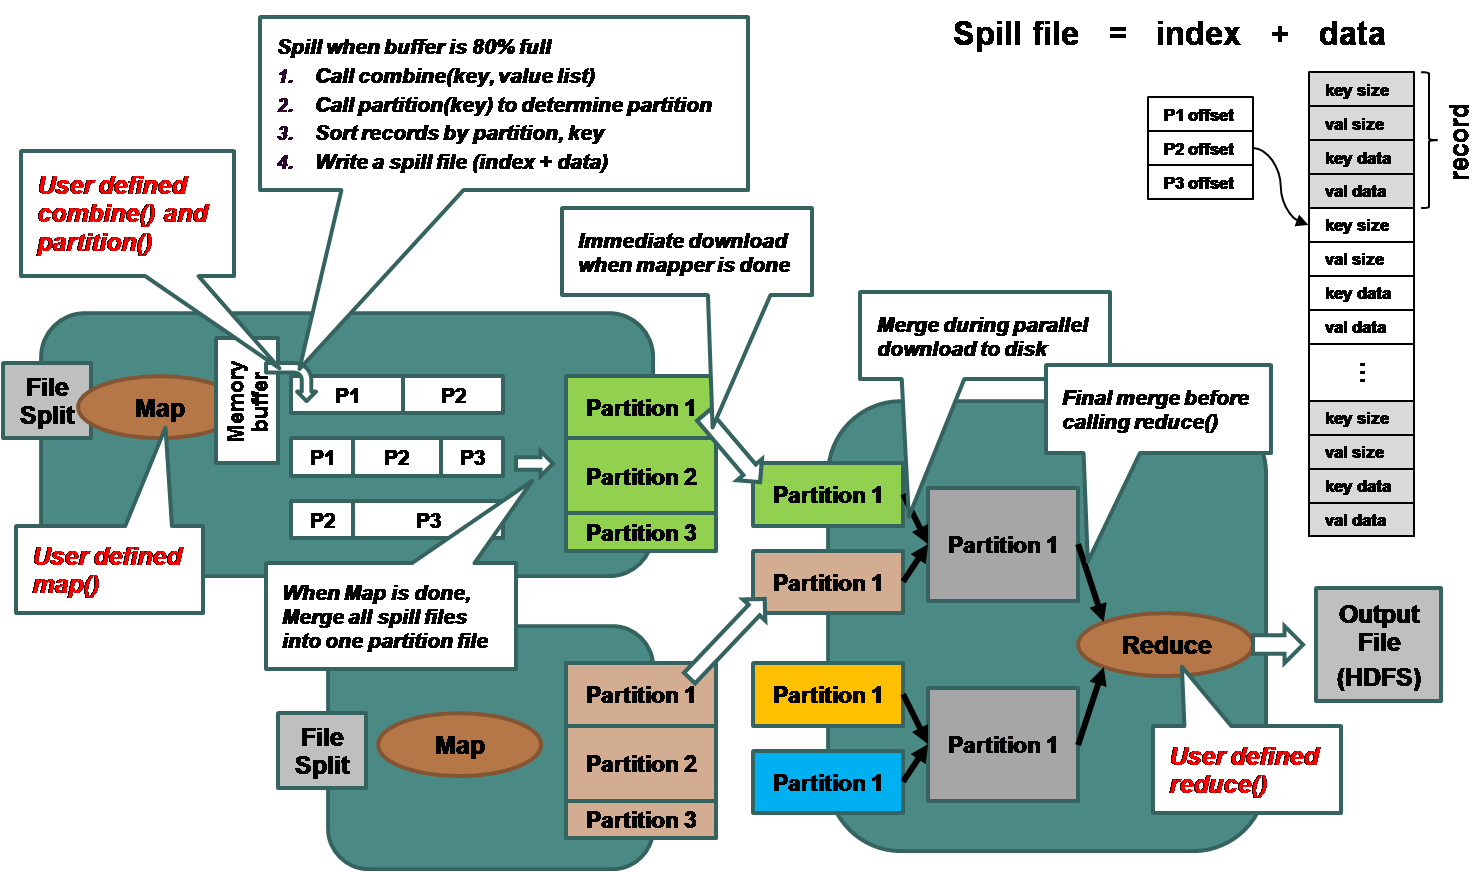 Spill file = index + data
Spill when buffer is 80% full
1. Call combine(key, value list)
2. Call partition(key) to determine partition
3. Sort records by partition, key
4. Write a spill file (index + data)
User defined
combine() and
partition()
Immediate download
when mapper is done
Merge during parallel
download to disk
Final merge before
calling reduce()
P1 offset
P2 offset
P3 offset
key size
val size
key data
val data
record
key size
val size
key data
val data
...
key size
val size
key data
val data
File
Split
Map
Memory
buffer
P1
P2
P1
P2
P3
P2
P3
Partition 1
Partition 2
Partition 3
User defined
map()
When Map is done,
Merge all spill files
into one partition file
File
Split
Map
Partition 1
Partition 2
Partition 3
Partition 1
Partition 1
Partition 1
Partition 1
Partition 1
Partition 1
Reduce
User defined
reduce()
Output
File
(HDFS)